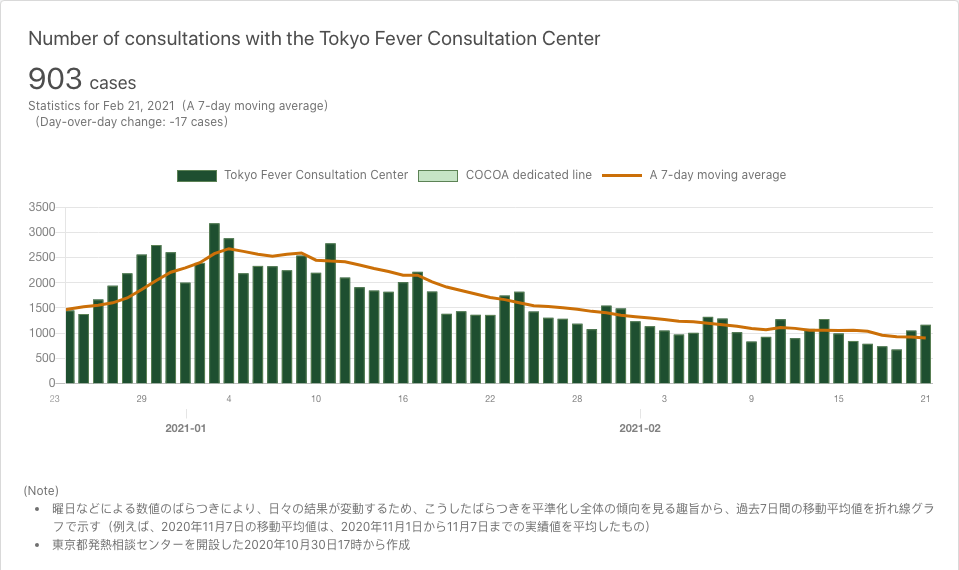 Number of consultations with the Tokyo Fever Consultation Center
903 cases
Statistics for Feb 21, 2021（A 7-day moving average）
（Day-over-day change: -17 cases）
Tokyo Fever Consultation Center COCOA dedicated line A 7-day moving average
3500
3000
2500
2000
1500
1000
500
0
23 29 4 10 16 22 28 3 9 15 21
2021-01 2021-02
(Note)
• 曜日などによる数値のばらつきにより、日々の結果が変動するため、こうしたばらつきを平準化し全体の傾向を見る趣旨から、過去7日間の移動平均値を折れ線グラ
フで示す（例えば、2020年11月7日の移動平均値は、2020年11月1日から11月7日までの実績値を平均したもの）
• 東京都発熱相談センターを開設した2020年10月30日17時から作成